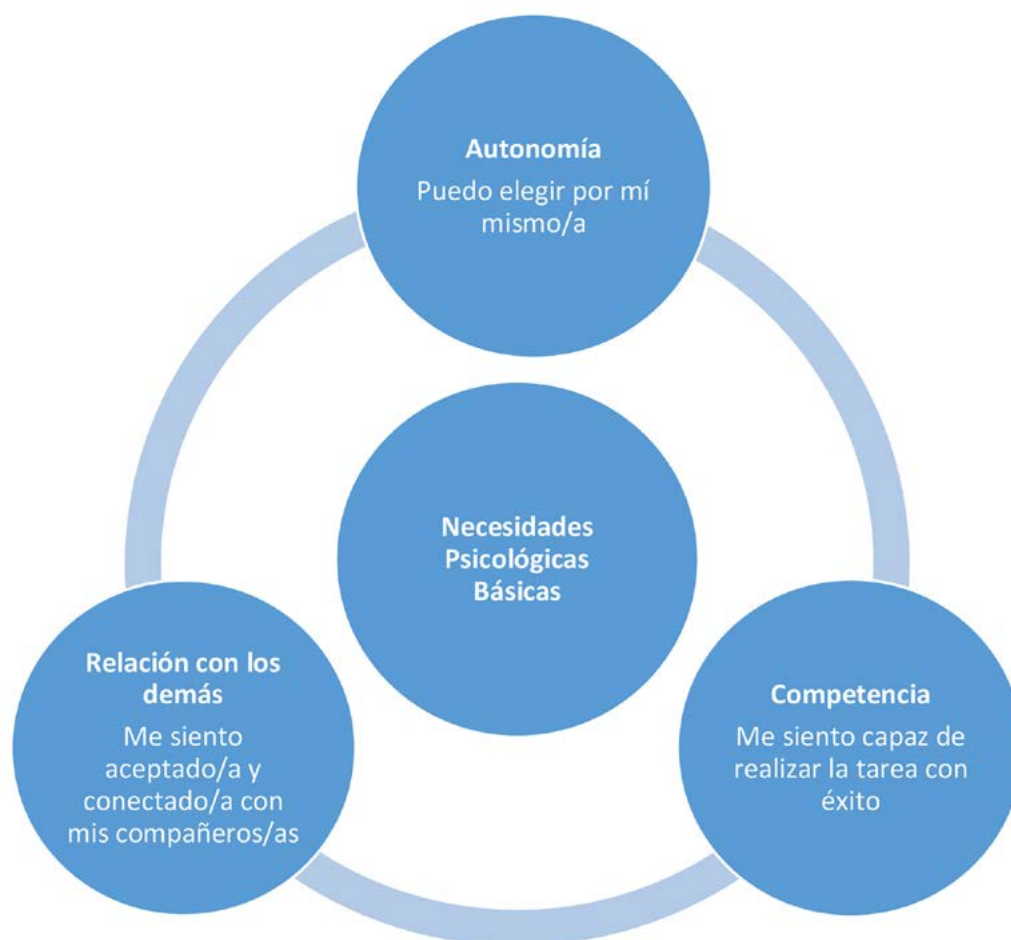 Autonomía
Puedo elegir por mí
mismo/a
Necesidades
Psicológicas
Básicas
Relación con los
demás
Me siento
aceptado/a y
conectado/a con
mis compañeros/as
Competencia
Me siento capaz de
realizar la tarea con
éxito